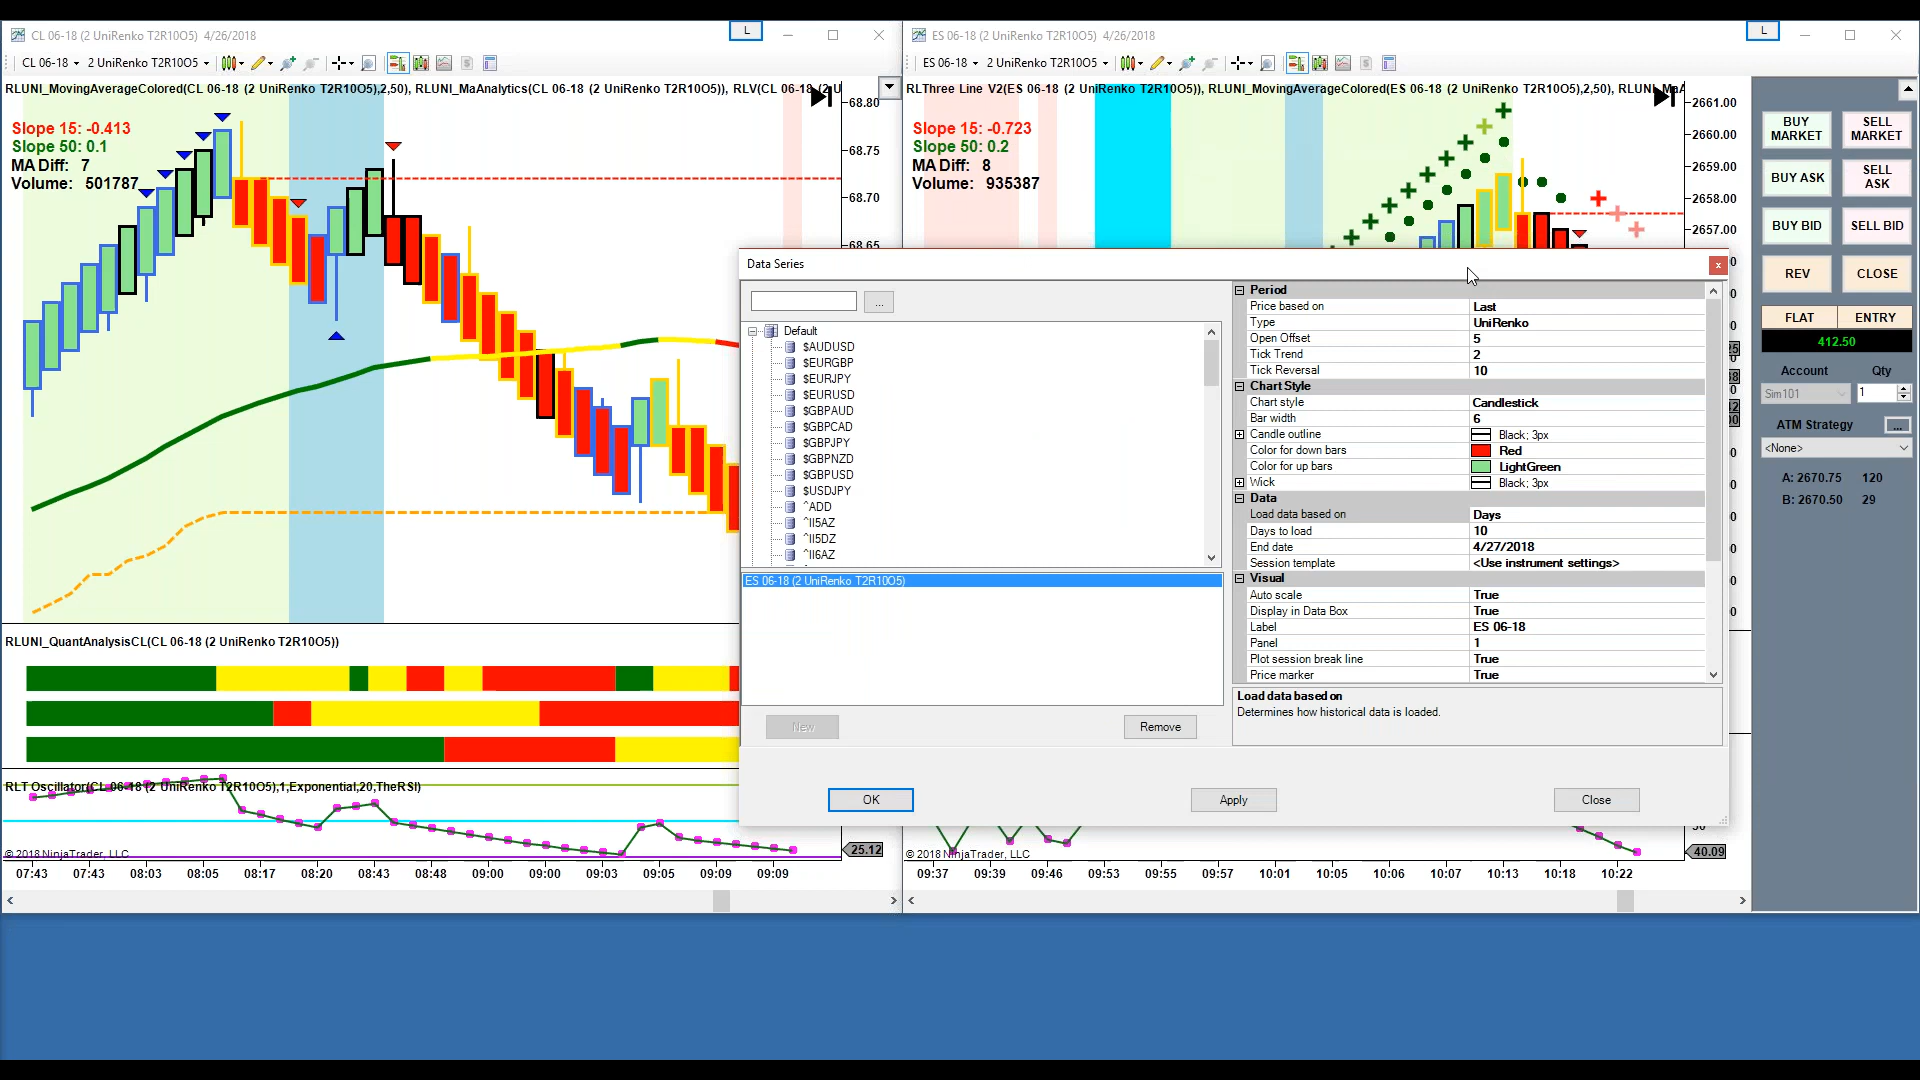 CL 06-18 (2 UniRenko T2R10O5)  4/26/2018
L
CL 06-18
2 UniRenko T2R10O5
RLUNI_MovingAverageColored(CL 06-18 (2 UniRenko T2R10O5),2,50), RLUNI_MaAnalytics(CL 06-18 (2 UniRenko T2R10O5)), RLV(CL 06-18 (2 U
Slope 15: -0.413
Slope 50: 0.1
MA Diff:  7
Volume:  501787
68.80
68.75
68.70
68.65
RLUNI_QuantAnalysisCL(CL 06-18 (2 UniRenko T2R10O5))
RLT Oscillator(CL 06-18 (2 UniRenko T2R10O5),1,Exponential,20,TheRSI)
© 2018 NinjaTrader, LLC
25.12
07:43 07:43 08:03 08:05 08:17 08:20 08:43 08:48 09:00 09:00 09:05 09:09 09:09
ES 06-18 (2 UniRenko T2R10O5)  4/26/2018
L
ES 06-18
2 UniRenko T2R10O5
RLThree Line V2(ES 06-18 (2 UniRenko T2R10O5)), RLUNI_MovingAverageColored(ES 06-18 (2 UniRenko T2R10O5),2,50), RLUNI_MaA
Slope 15: -0.723
Slope 50: 0.2
MA Diff:  8
Volume:  935387
2661.00
2660.00
2659.00
2658.00
2657.00
Data Series
...
Default
$AUDUSD
$EURGBP
$EURJPY
$EURUSD
$GBPAUD
$GBPCAD
$GBPJPY
$GBPNZD
$GBPUSD
$USDJPY
^ADD
^II5AZ
^II5DZ
^II6AZ
ES 06-18 (2 UniRenko T2R10O5)
New
Remove
Period
Price based on Last
Type UniRenko
Open Offset 5
Tick Trend 2
Tick Reversal 10
Chart Style
Chart style Candlestick
Bar width 6
Candle outline Black; 3px
Color for down bars Red
Color for up bars LightGreen
Wick Black; 3px
Data
Load data based on Days
Days to load 10
End date 4/27/2018
Session template <Use instrument settings>
Visual
Auto scale True
Display in Data Box True
Label ES 06-18
Panel 1
Plot session break line True
Price marker True
Load data based on
Determines how historical data is loaded.
OK
Apply
Close
© 2018 NinjaTrader, LLC
40.09
09:37 09:39 09:46 09:53 09:55 09:57 10:01 10:05 10:06 10:07 10:13 10:18 10:22
BUY MARKET
SELL MARKET
BUY ASK
SELL ASK
BUY BID
SELL BID
REV
CLOSE
FLAT
ENTRY
412.50
Account
Qty
Sim101
1
ATM Strategy
...
<None>
A: 2670.75 120
B: 2670.50 29